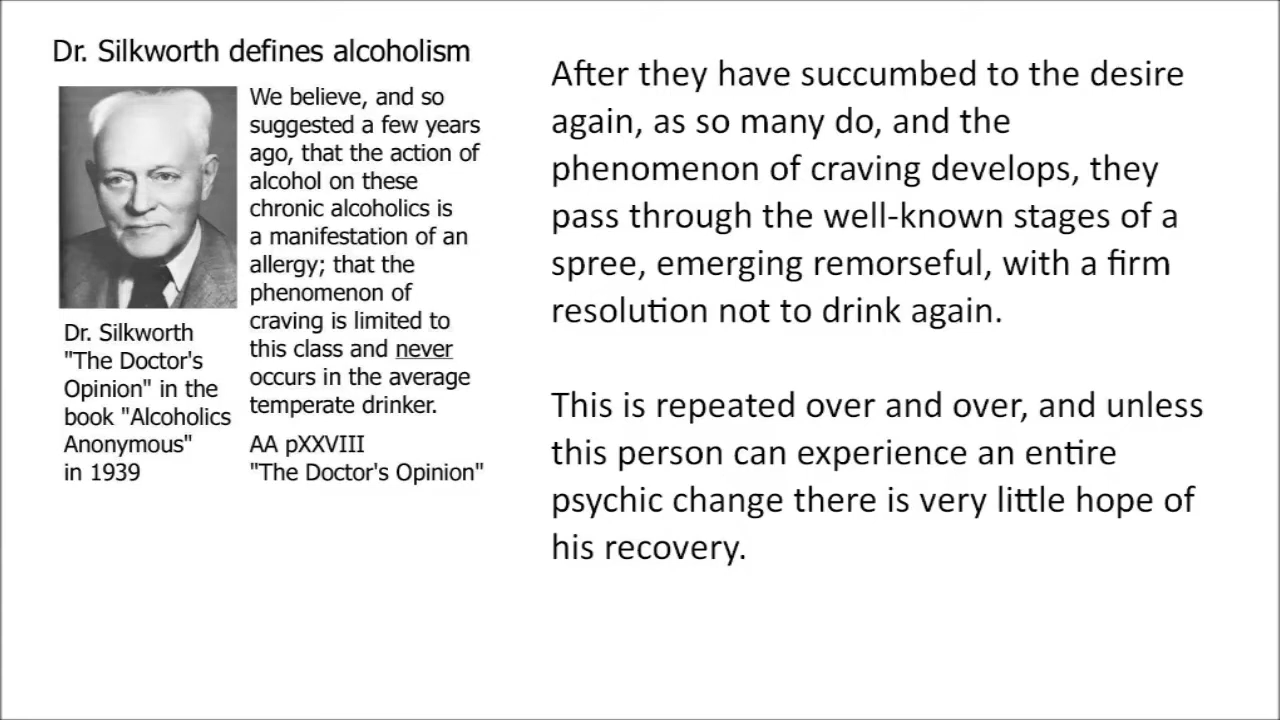 Dr. Silkworth defines alcoholism
We believe, and so
suggested a few years
ago, that the action of
alcohol on these
chronic alcoholics is
a manifestation of an
allergy; that the
phenomenon of
craving is limited to
this class and never
occurs in the average
temperate drinker.
AA pXXVIII
"The Doctor's Opinion"
Dr. Silkworth
"The Doctor's
Opinion" in the
book "Alcoholics
Anonymous"
in 1939
After they have succumbed to the desire
again, as so many do, and the
phenomenon of craving develops, they
pass through the well-known stages of a
spree, emerging remorseful, with a firm
resolution not to drink again.
This is repeated over and over, and unless
this person can experience an entire
psychic change there is very little hope of
his recovery.